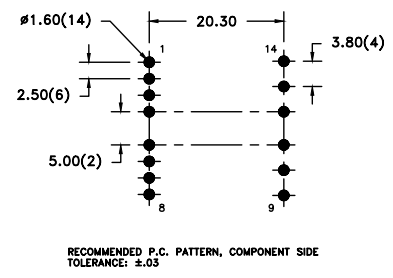 ø1.60(14)
20.30
1
14
3.80(4)
2.50(6)
5.00(2)
8
9
RECOMMENDED P.C. PATTERN, COMPONENT SIDE
TOLERANCE: ±.03